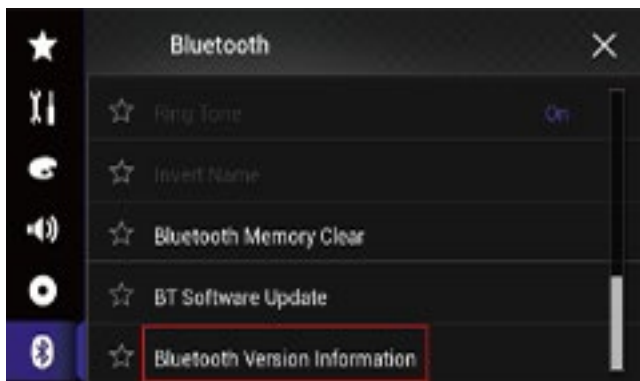 Bluetooth
Ring Tone On
Invert Name
Bluetooth Memory Clear
BT Software Update
Bluetooth Version Information